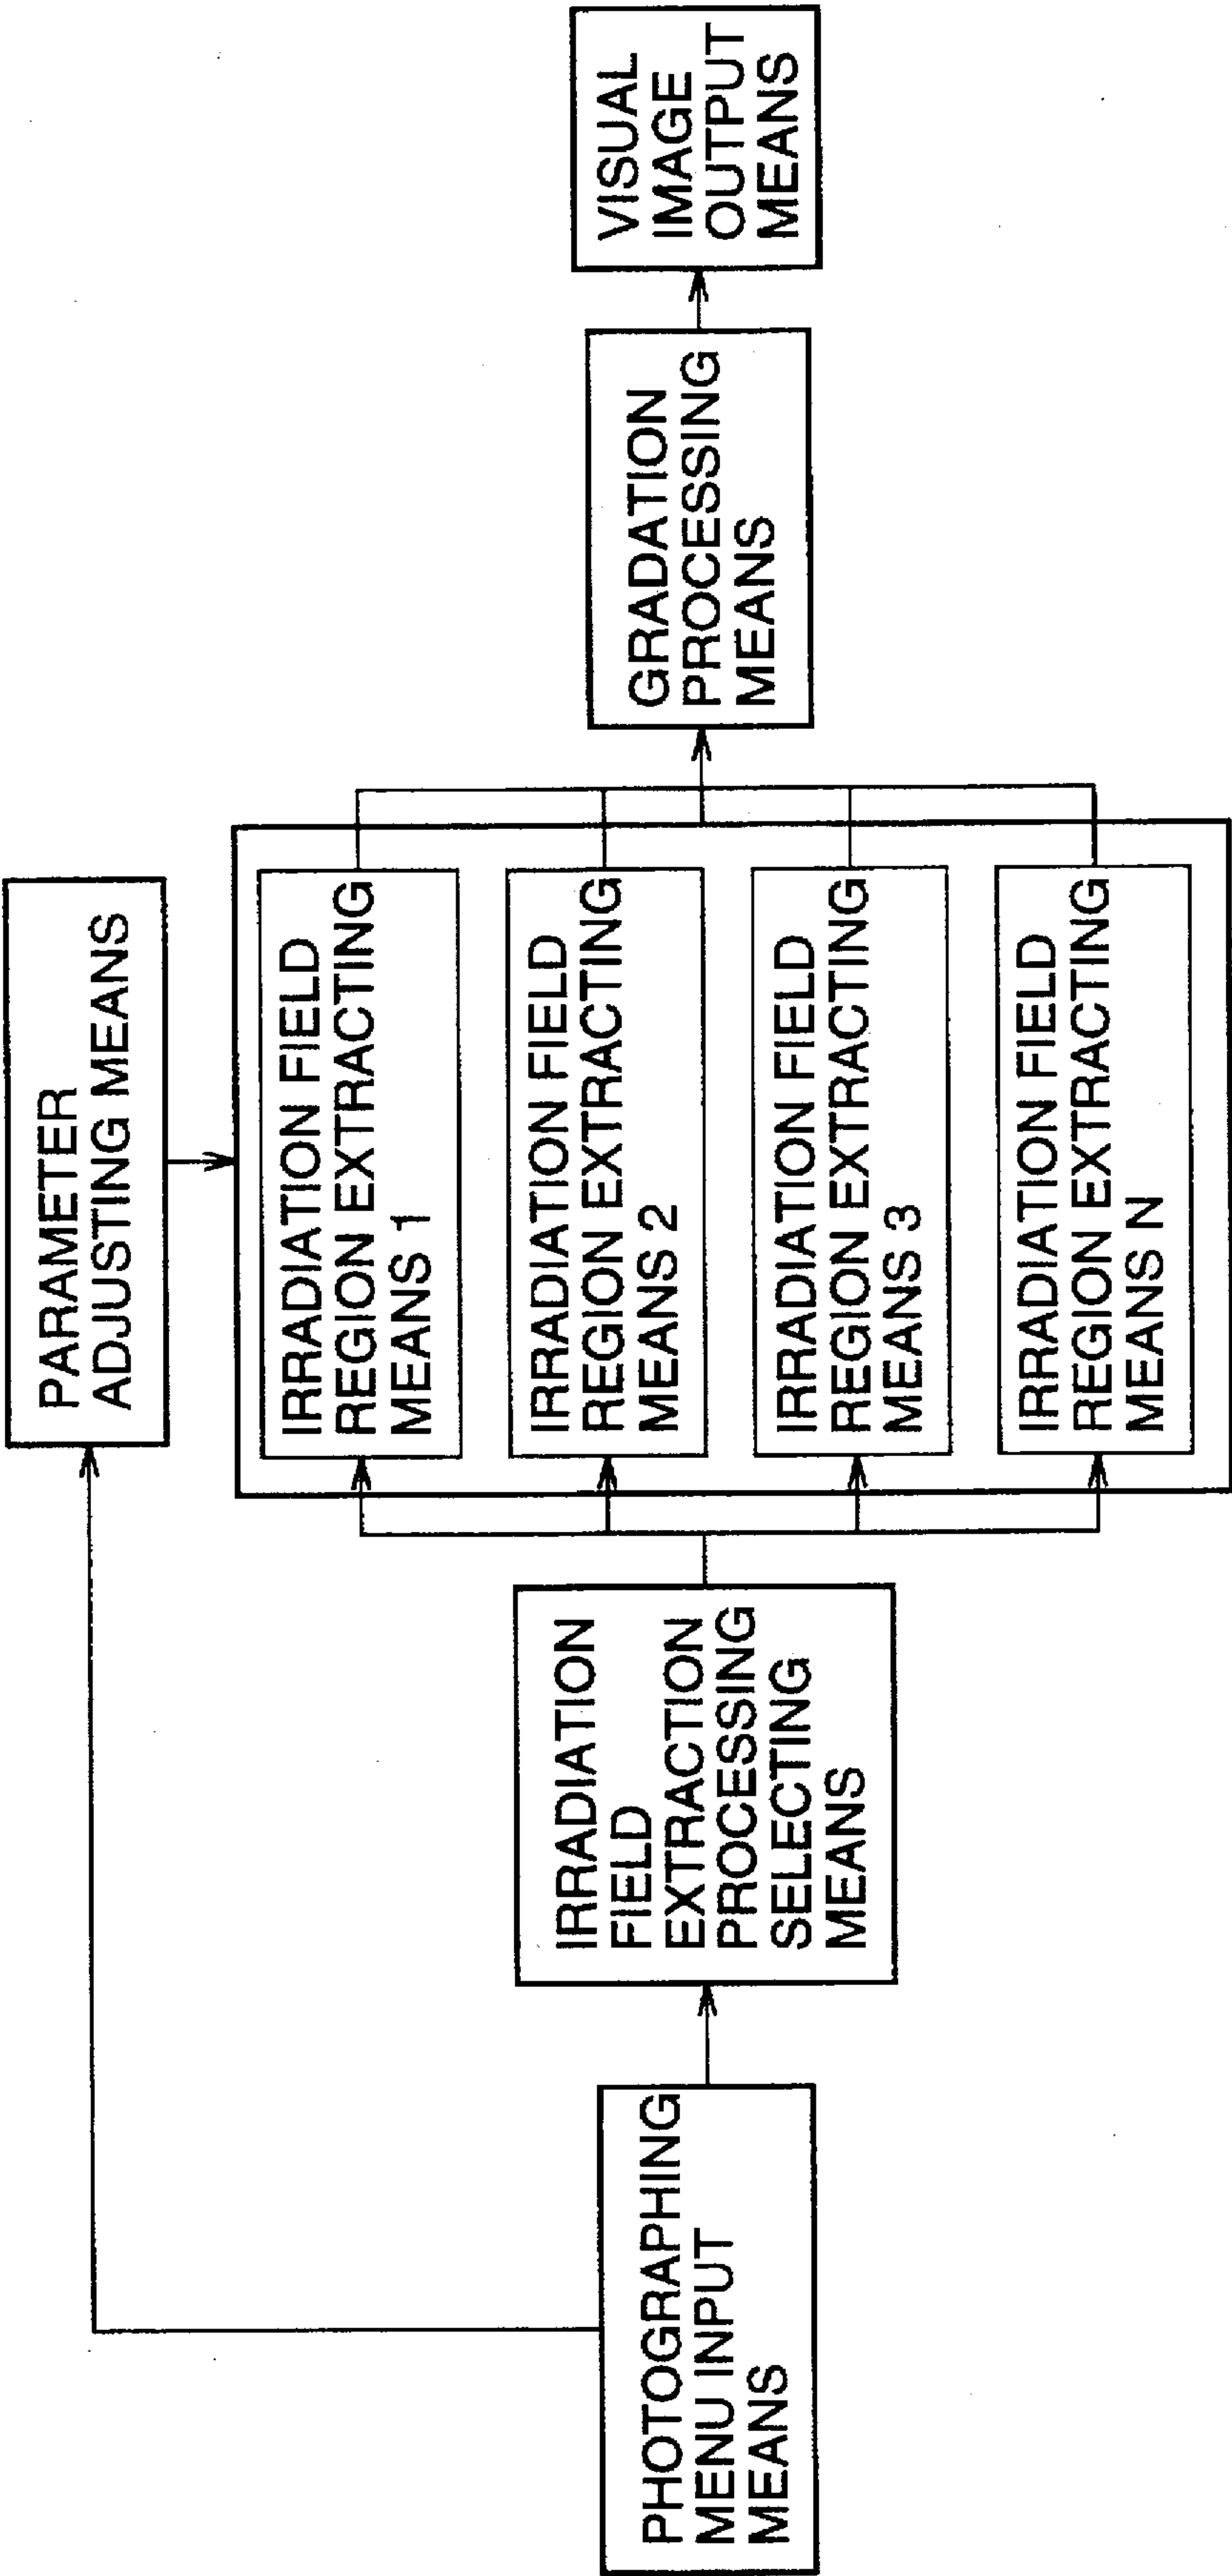 PHOTOGRAPHING
MENU INPUT
MEANS
IRRADIATION
FIELD
EXTRACTION
PROCESSING
SELECTING
MEANS
PARAMETER
ADJUSTING MEANS
IRRADIATION FIELD
REGION EXTRACTING
MEANS 1
IRRADIATION FIELD
REGION EXTRACTING
MEANS 2
IRRADIATION FIELD
REGION EXTRACTING
MEANS 3
IRRADIATION FIELD
REGION EXTRACTING
MEANS N
GRADATION
PROCESSING
MEANS
VISUAL
IMAGE
OUTPUT
MEANS